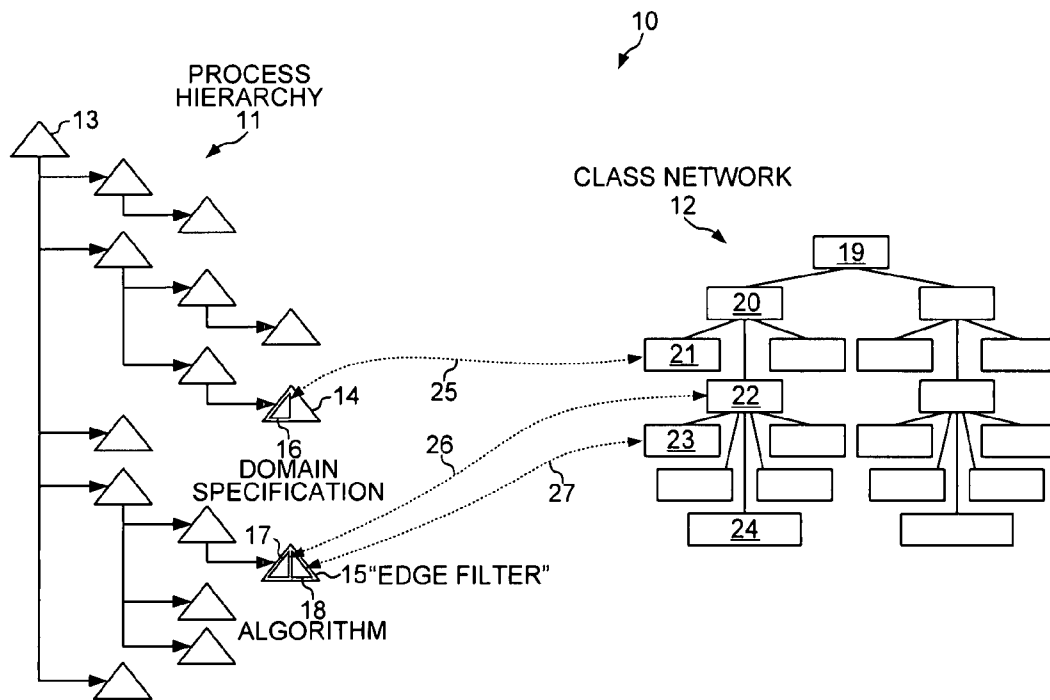 10
PROCESS
HIERARCHY
11
13
CLASS NETWORK
12
19
20
21
25
14
22
16
26
23
DOMAIN
SPECIFICATION
27
17
24
15 "EDGE FILTER"
18
ALGORITHM